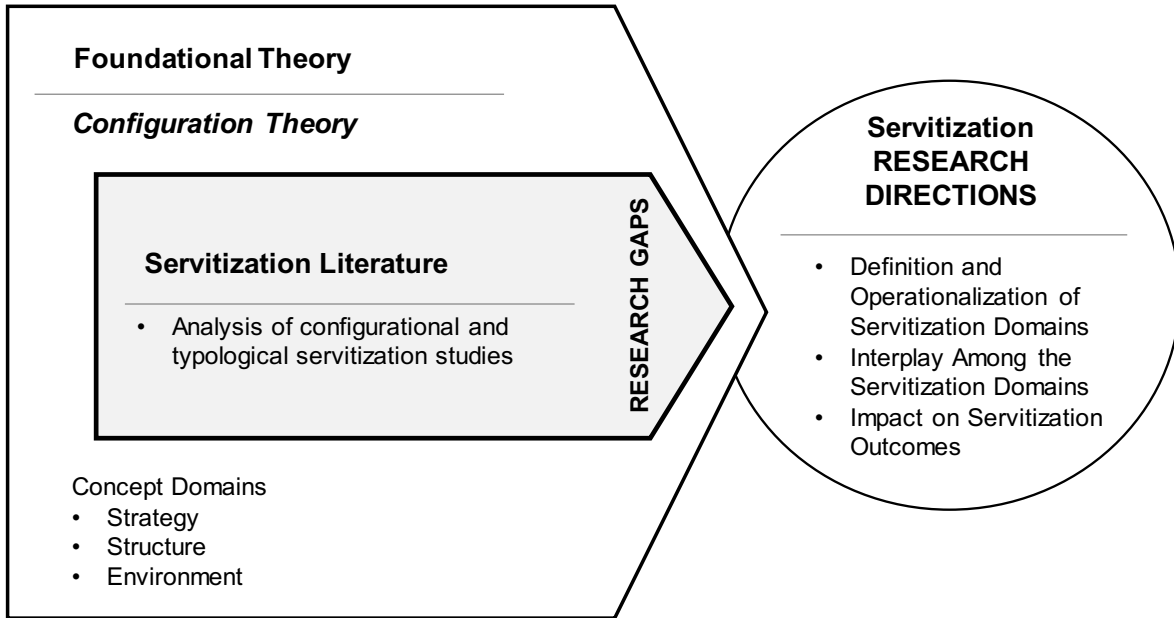 Foundational Theory
Configuration Theory
Servitization Literature
• Analysis of configurational and
typological servitization studies
RESEARCH GAPS
Concept Domains
• Strategy
• Structure
• Environment
Servitization
RESEARCH
DIRECTIONS
• Definition and
Operationalization of
Servitization Domains
• Interplay Among the
Servitization Domains
• Impact on Servitization
Outcomes